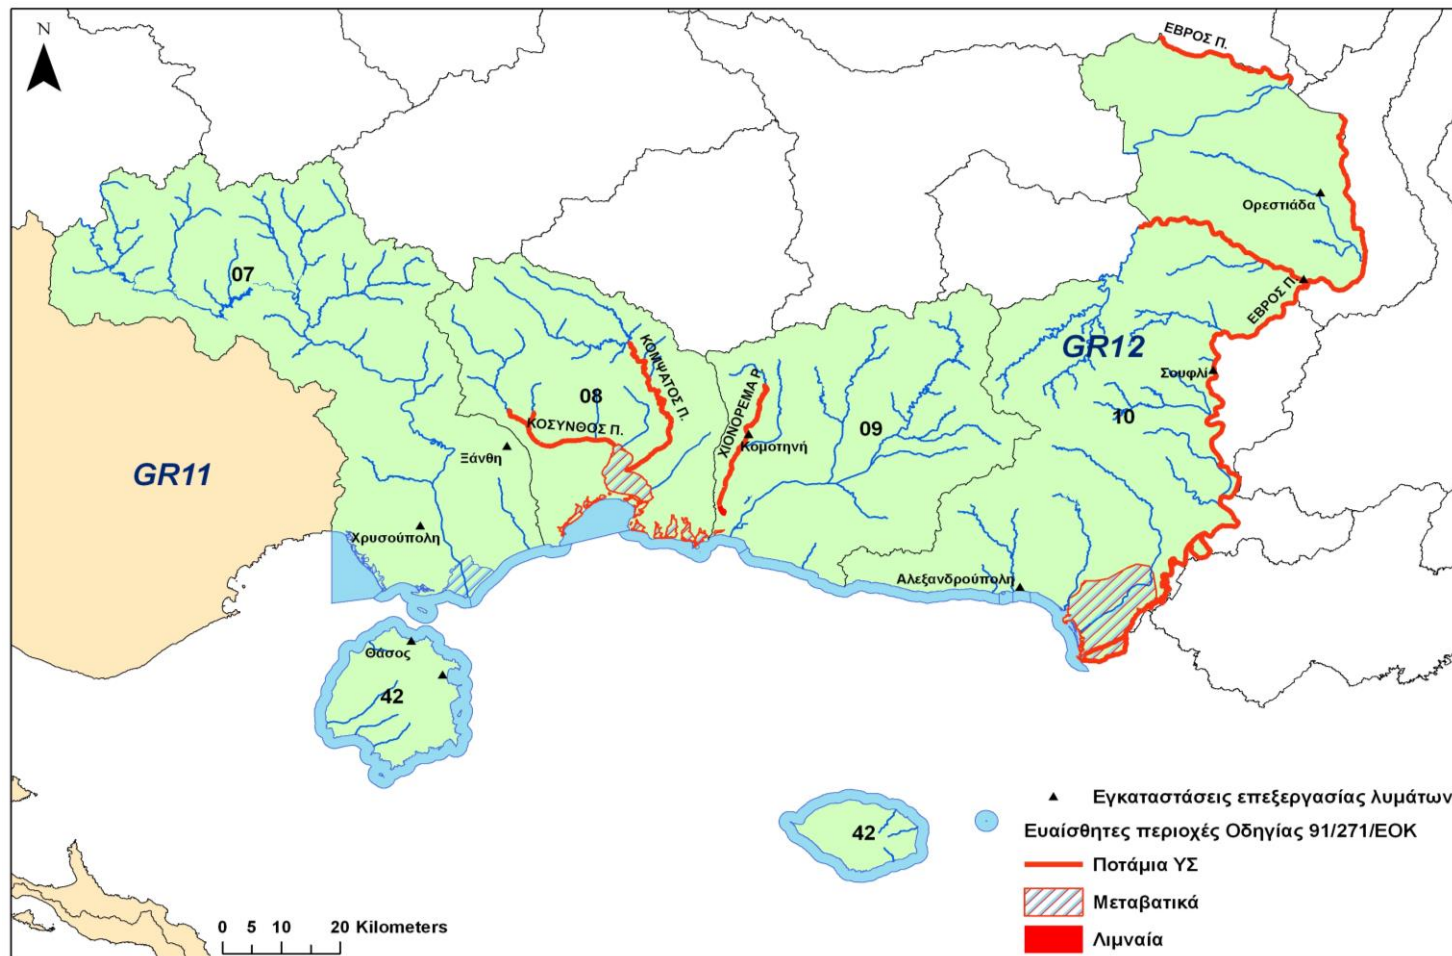 N
ΕΒΡΟΣ Π.
Ορεστιάδα
07
ΕΒΡΟΣ Π.
GR12
ΚΟΜΨΑΤΟΣ Π.
ΧΙΟΝΟΡΕΜΑ Ρ.
Σουφλί
08
10
ΚΟΣΥΝΘΟΣ Π.
09
Κομοτηνή
Ξάνθη
GR11
Χρυσούπολη
Αλεξανδρούπολη
Θάσος
42
42
Εγκαταστάσεις επεξεργασίας λυμάτων
Ευαίσθητες περιοχές Οδηγίας 91/271/ΕΟΚ
Ποτάμια ΥΣ
Μεταβατικά
Λιμναία
0 5 10 20 Kilometers